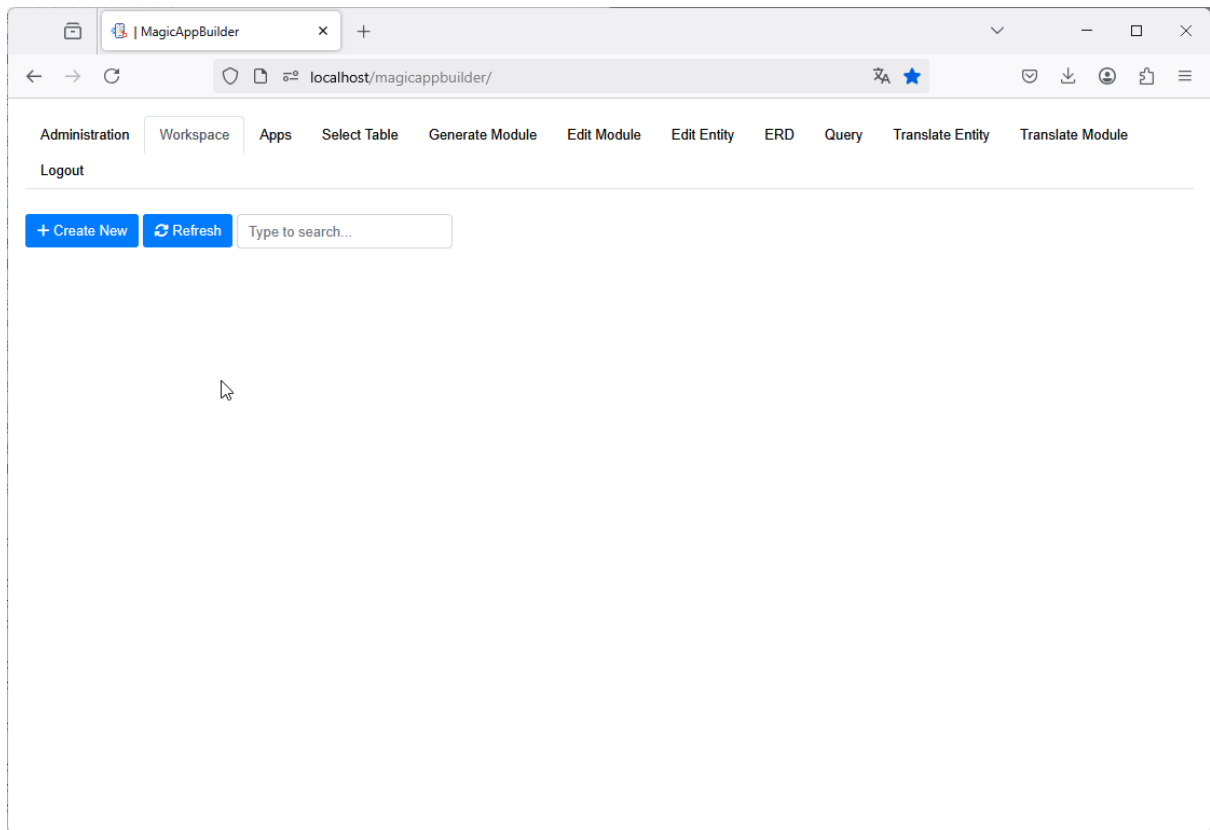 | MagicAppBuilder
localhost/magicappbuilder/
Administration Workspace Apps Select Table Generate Module Edit Module Edit Entity ERD Query Translate Entity Translate Module
Logout
+ Create New Refresh Type to search...